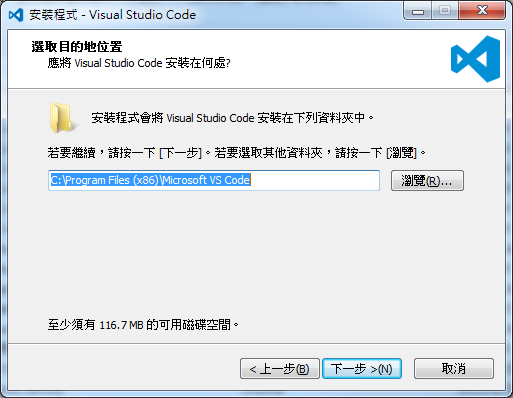 安裝程式 - Visual Studio Code
選取目的地位置
應將 Visual Studio Code 安裝在何處?
安裝程式會將 Visual Studio Code 安裝在下列資料夾中。
若要繼續，請按一下 [下一步]。若要選取其他資料夾，請按一下 [瀏覽]。
C:\Program Files (x86)\Microsoft VS Code 瀏覽(R)...
至少須有 116.7 MB 的可用磁碟空間。
< 上一步(B) 下一步 >(N) 取消